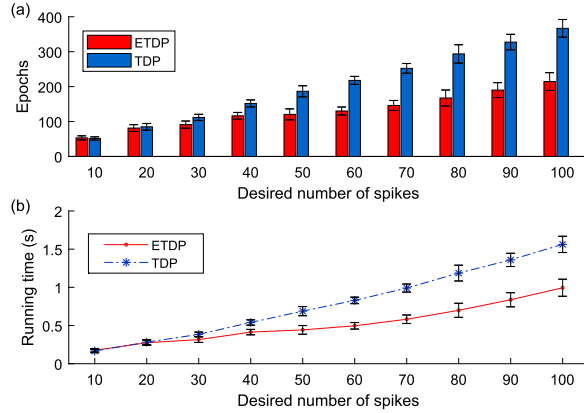 (a)
400
300
200
100
0
Epochs
ETDP
TDP
10 20 30 40 50 60 70 80 90 100
Desired number of spikes
(b)
2
1.5
1
0.5
0
Running time (s)
ETDP
TDP
10 20 30 40 50 60 70 80 90 100
Desired number of spikes